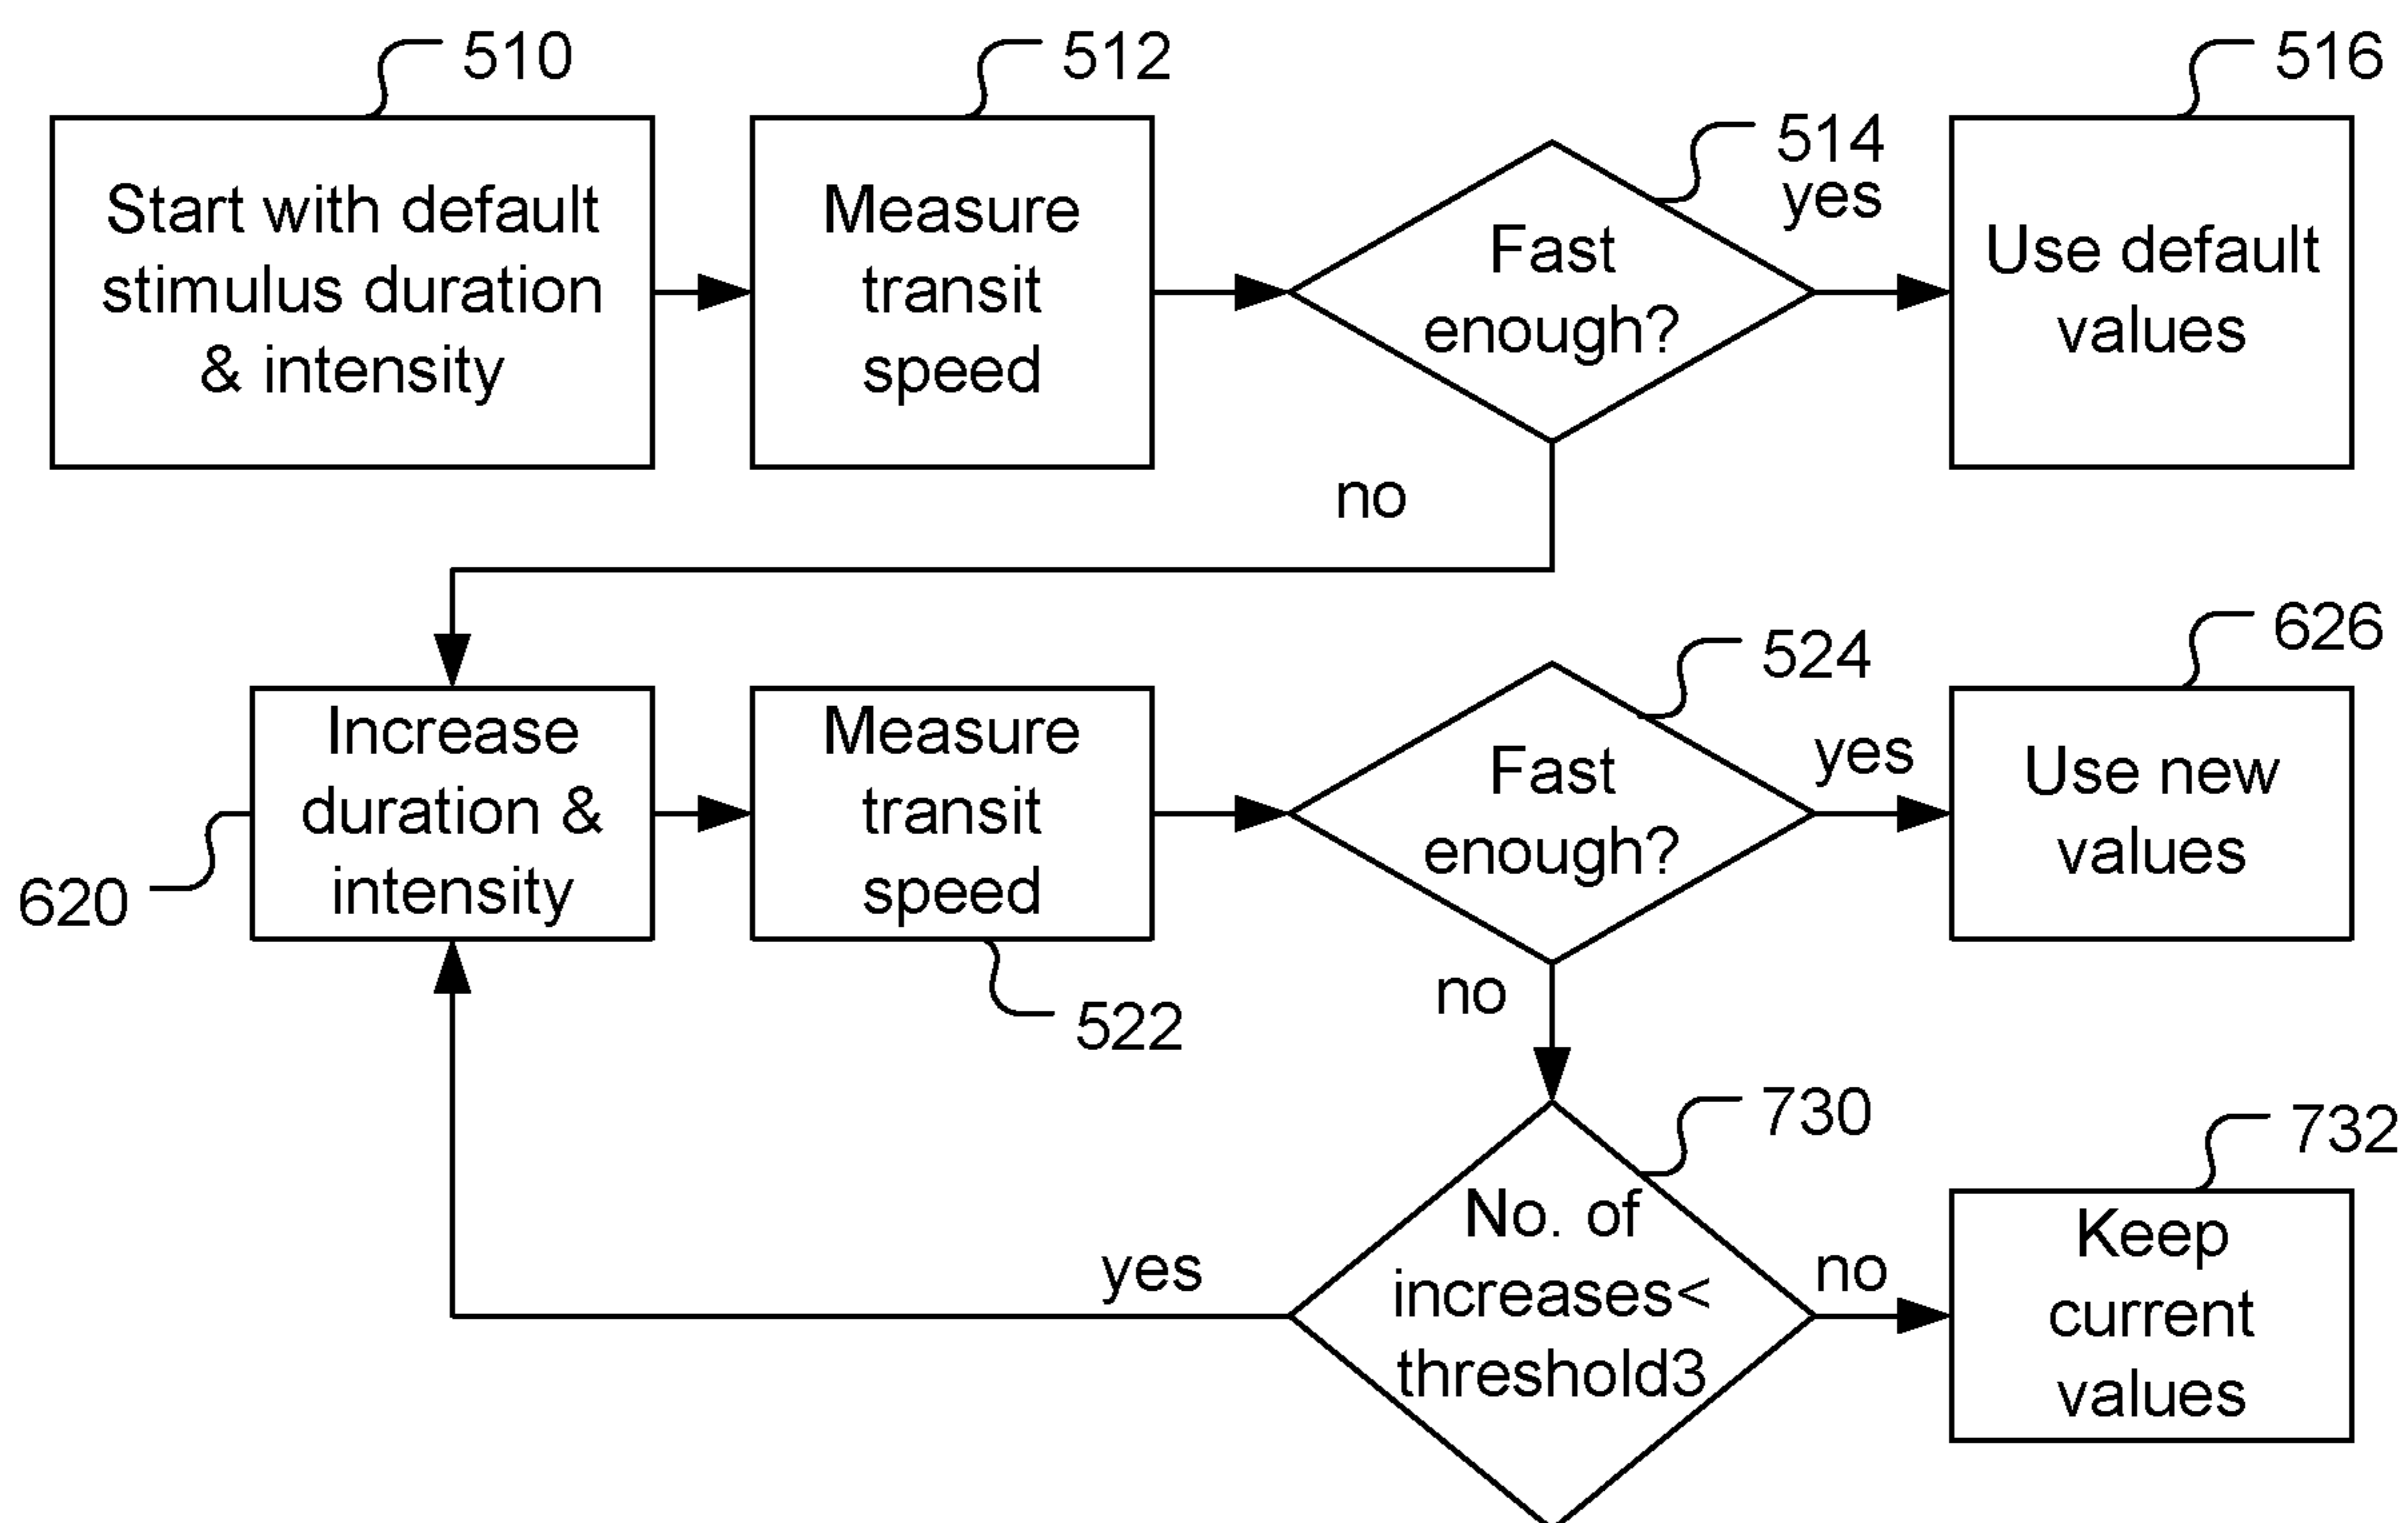 510
Start with default
stimulus duration
& intensity
512
Measure
transit
speed
514
yes
Fast
enough?
516
Use default
values
no
620
Increase
duration &
intensity
Measure
transit
speed
522
524
Fast
enough?
yes
626
Use new
values
no
730
No. of
increases<
threshold3
yes
no
732
Keep
current
values